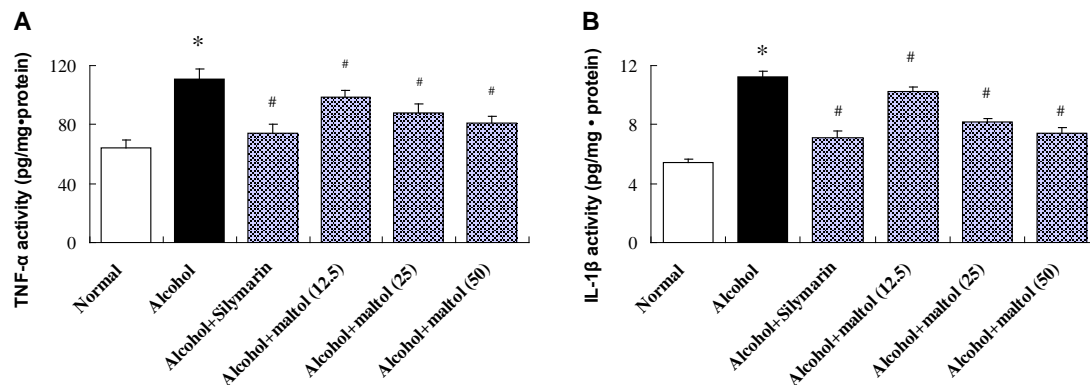 A
TNF-α activity (pg/mg•protein)
120
80
40
0
*
#
#
#
#
Normal
Alcohol
Alcohol+Silymarin
Alcohol+maltol (12.5)
Alcohol+maltol (25)
Alcohol+maltol (50)
B
IL-1β activity (pg/mg • protein)
12
8
4
0
*
#
#
#
#
Normal
Alcohol
Alcohol+Silymarin
Alcohol+maltol (12.5)
Alcohol+maltol (25)
Alcohol+maltol (50)